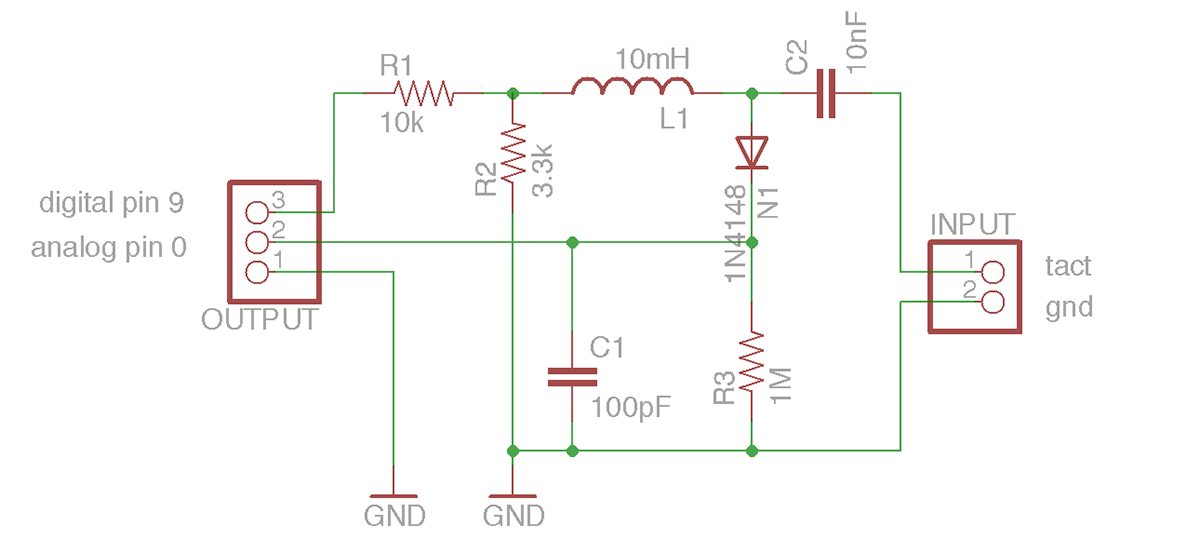 10mH
C2
10nF
R1
10k
L1
R2
3.3k
digital pin 9
3
analog pin 0
2
1
OUTPUT
1N4148
N1
INPUT
1
tact
2
gnd
C1
100pF
R3
1M
GND
GND